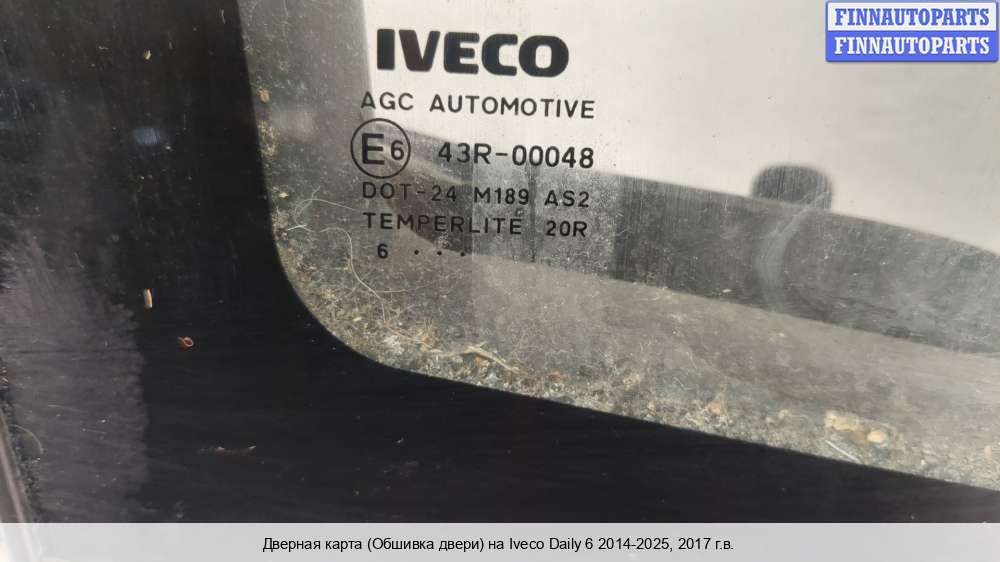 FINNAUTOPARTS
FINNAUTOPARTS
IVECO
AGC AUTOMOTIVE
E6 43R-00048
DOT-24 M189 AS2
TEMPERLITE 20R
6 ...
Дверная карта (Обшивка двери) на Iveco Daily 6 2014-2025, 2017 г.в.